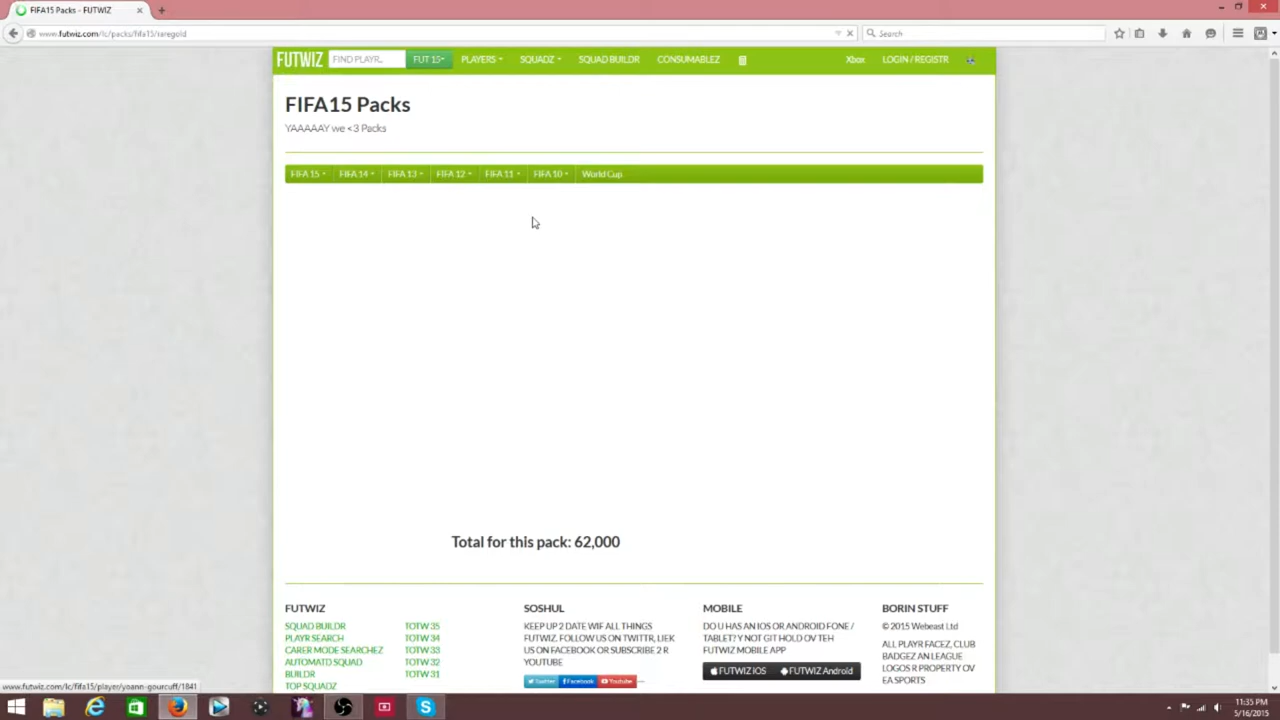 FIFA15 Packs - FUTWIZ
www.futwiz.com/lc/packs/fifa15/raregold
Search
FUTWIZ FIND PLAYR.. FUT 15 PLAYERS SQUADZ SQUAD BUILDR CONSUMABLEZ Xbox LOGIN / REGISTR
FIFA15 Packs
YAAAAAY we <3 Packs
FIFA 15 FIFA 14 FIFA 13 FIFA 12 FIFA 11 FIFA 10 World Cup
Total for this pack: 62,000
FUTWIZ
SQUAD BUILDR
PLAYR SEARCH
CARER MODE SEARCHEZ
AUTOMATD SQUAD
BUILDR
TOP SQUADZ
TOTW 35
TOTW 34
TOTW 33
TOTW 32
TOTW 31
SOSHUL
KEEP UP 2 DATE WIF ALL THINGS
FUTWIZ. FOLLOW US ON TWITTR, LIEK
US ON FACEBOOK OR SUBSCRIBE 2 R
YOUTUBE
Twitter Facebook Youtube
MOBILE
DO U HAS AN IOS OR ANDROID FONE /
TABLET? Y NOT GIT HOLD OV TEH
FUTWIZ MOBILE APP
FUTWIZ IOS FUTWIZ Android
BORIN STUFF
© 2015 Webeast Ltd
ALL PLAYR FACEZ, CLUB
BADGEZ AN LEAGUE
LOGOS R PROPERTY OV
EA SPORTS
www.futwiz.com/lc/fifa15/player/yoann-gourcuff/1841
11:35 PM
5/16/2015